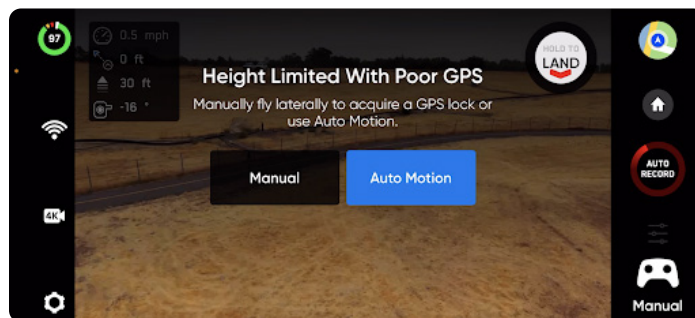 97
0.5 mph
0 ft
30 ft
-16 °
HOLD TO
LAND
Height Limited With Poor GPS
Manually fly laterally to acquire a GPS lock or
use Auto Motion.
Manual
Auto Motion
4K
AUTO
RECORD
Manual